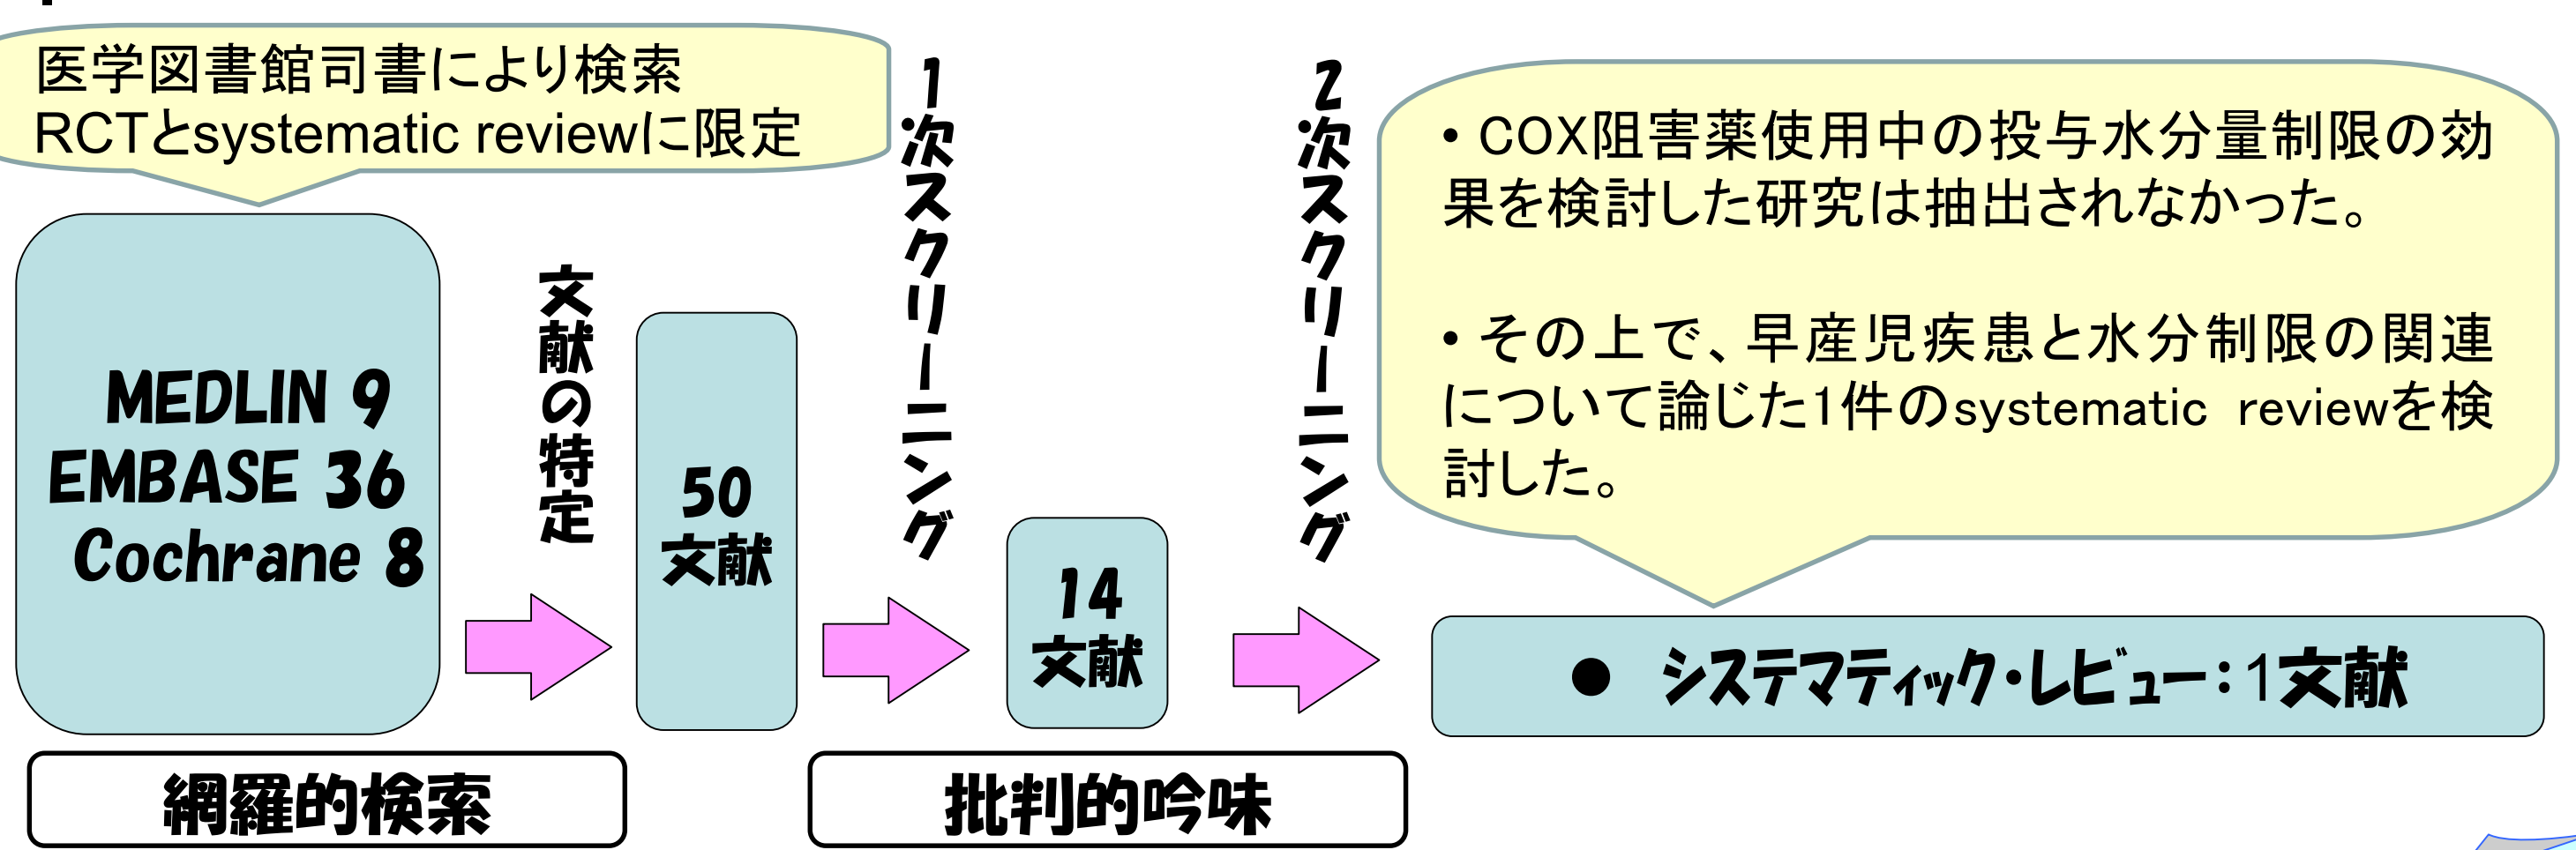 医学図書館司書により検索
RCTとsystematic reviewに限定
MEDLIN 9
EMBASE 36
Cochrane 8
文献の特定
50
文献
1次スクリーニング
14
文献
2次スクリーニング
• COX阻害薬使用中の投与水分量制限の効
果を検討した研究は抽出されなかった。
• その上で、早産児疾患と水分制限の関連
について論じた1件のsystematic reviewを検
討した。
● システマティック・レビュー：1文献
網羅的検索
批判的吟味